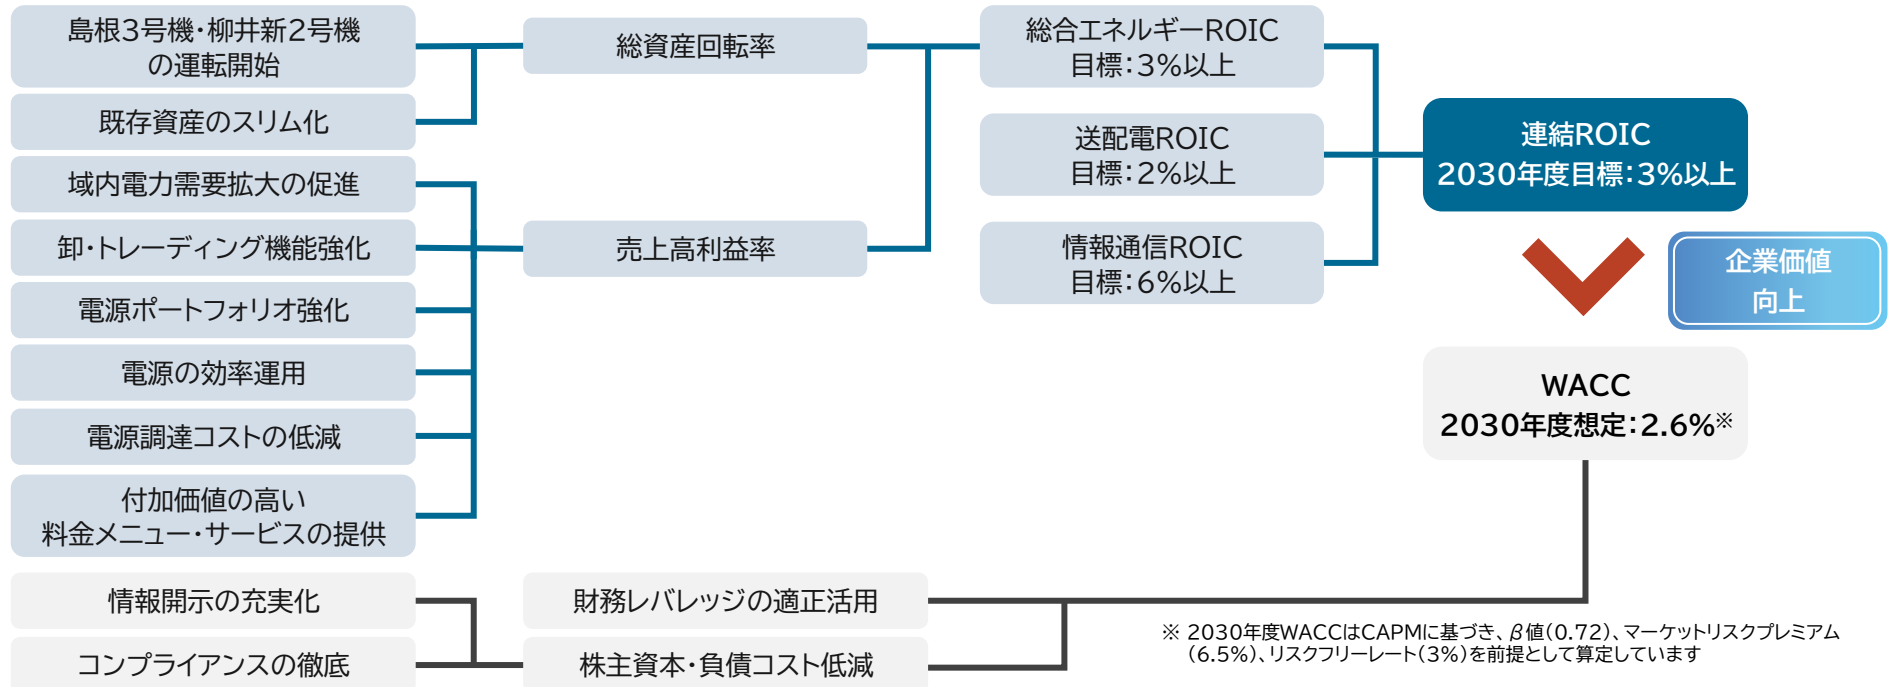 島根3号機・柳井新2号機
の運転開始
既存資産のスリム化
域内電力需要拡大の促進
卸・トレーディング機能強化
電源ポートフォリオ強化
電源の効率運用
電源調達コストの低減
付加価値の高い
料金メニュー・サービスの提供
情報開示の充実化
コンプライアンスの徹底
総資産回転率
売上高利益率
財務レバレッジの適正活用
株主資本・負債コスト低減
総合エネルギーROIC
目標：3%以上
送配電ROIC
目標：2%以上
情報通信ROIC
目標：6%以上
連結ROIC
2030年度目標：3%以上
企業価値
向上
WACC
2030年度想定：2.6%※
※ 2030年度WACCはCAPMに基づき、β値（0.72）、マーケットリスクプレミアム
（6.5%）、リスクフリーレート（3%）を前提として算定しています